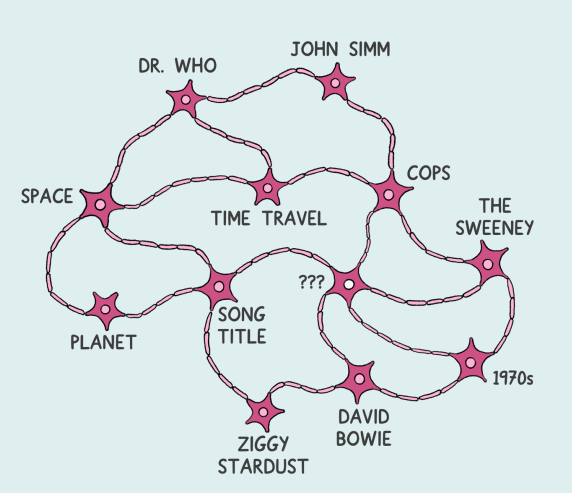 JOHN SIMM
DR. WHO
COPS
SPACE
THE
SWEENEY
TIME TRAVEL
???
SONG
TITLE
PLANET
1970s
DAVID
BOWIE
ZIGGY
STARDUST